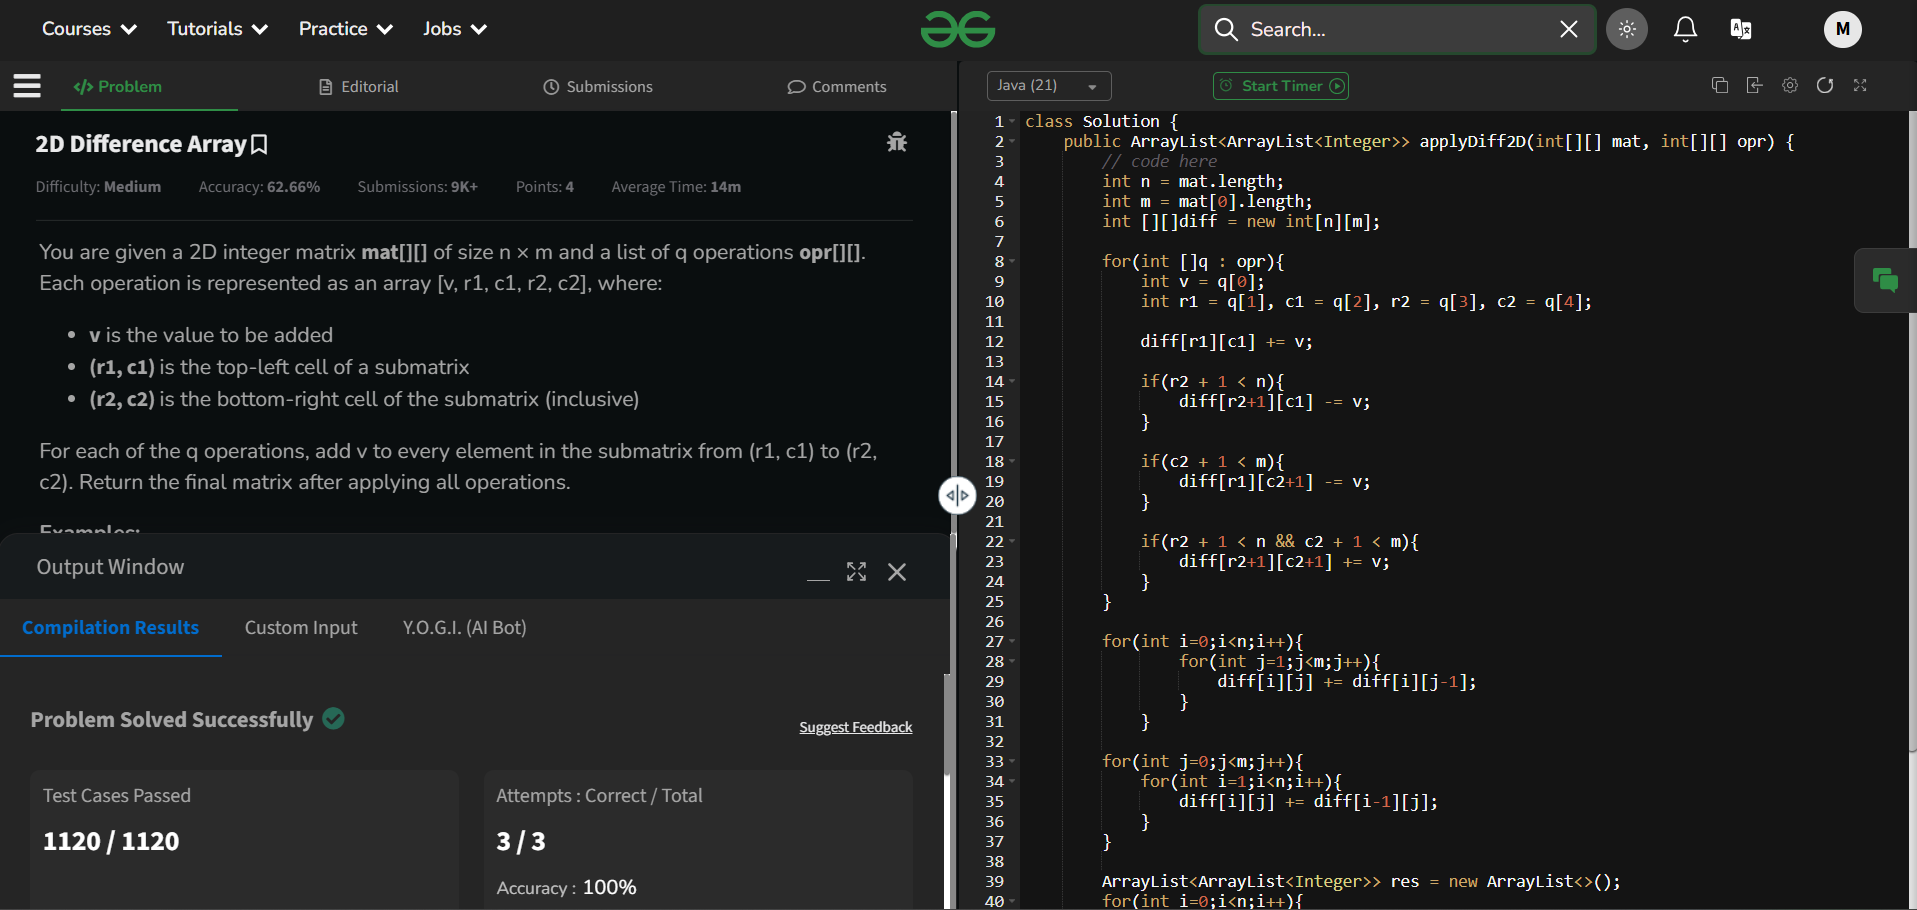 Courses Tutorials Practice Jobs Search... M
</> Problem Editorial Submissions Comments
Java (21) Start Timer
2D Difference Array
Difficulty: Medium Accuracy: 62.66% Submissions: 9K+ Points: 4 Average Time: 14m
You are given a 2D integer matrix mat[][] of size n × m and a list of q operations opr[][].
Each operation is represented as an array [v, r1, c1, r2, c2], where:
v is the value to be added
(r1, c1) is the top-left cell of a submatrix
(r2, c2) is the bottom-right cell of the submatrix (inclusive)
For each of the q operations, add v to every element in the submatrix from (r1, c1) to (r2,
c2). Return the final matrix after applying all operations.
Examples:
Output Window
Compilation Results Custom Input Y.O.G.I. (AI Bot)
Problem Solved Successfully
Suggest Feedback
Test Cases Passed
1120 / 1120
Attempts : Correct / Total
3 / 3
Accuracy : 100%
1 class Solution {
2 public ArrayList<ArrayList<Integer>> applyDiff2D(int[][] mat, int[][] opr) {
3 // code here
4 int n = mat.length;
5 int m = mat[0].length;
6 int [][]diff = new int[n][m];
7
8 for(int []q : opr){
9 int v = q[0];
10 int r1 = q[1], c1 = q[2], r2 = q[3], c2 = q[4];
11
12 diff[r1][c1] += v;
13
14 if(r2 + 1 < n){
15 diff[r2+1][c1] -= v;
16 }
17
18 if(c2 + 1 < m){
19 diff[r1][c2+1] -= v;
20 }
21
22 if(r2 + 1 < n && c2 + 1 < m){
23 diff[r2+1][c2+1] += v;
24 }
25 }
26
27 for(int i=0;i<n;i++){
28 for(int j=1;j<m;j++){
29 diff[i][j] += diff[i][j-1];
30 }
31 }
32
33 for(int j=0;j<m;j++){
34 for(int i=1;i<n;i++){
35 diff[i][j] += diff[i-1][j];
36 }
37 }
38
39 ArrayList<ArrayList<Integer>> res = new ArrayList<>();
40 for(int i=0;i<n;i++){